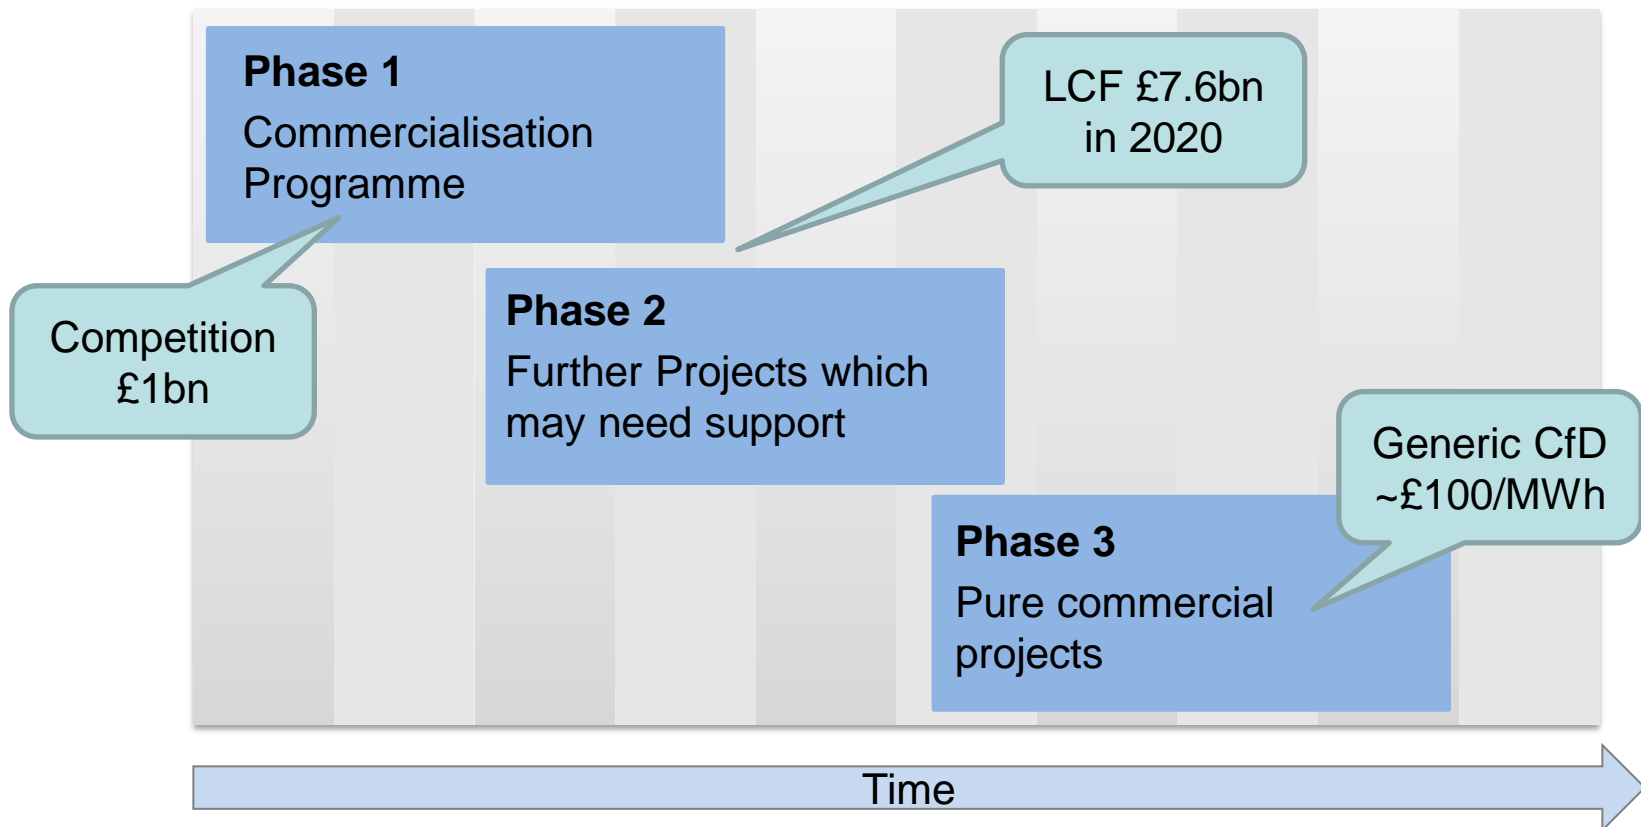 Phase 1
Commercialisation
Programme
LCF £7.6bn
in 2020
Competition
£1bn
Phase 2
Further Projects which
may need support
Generic CfD
~£100/MWh
Phase 3
Pure commercial
projects
Time